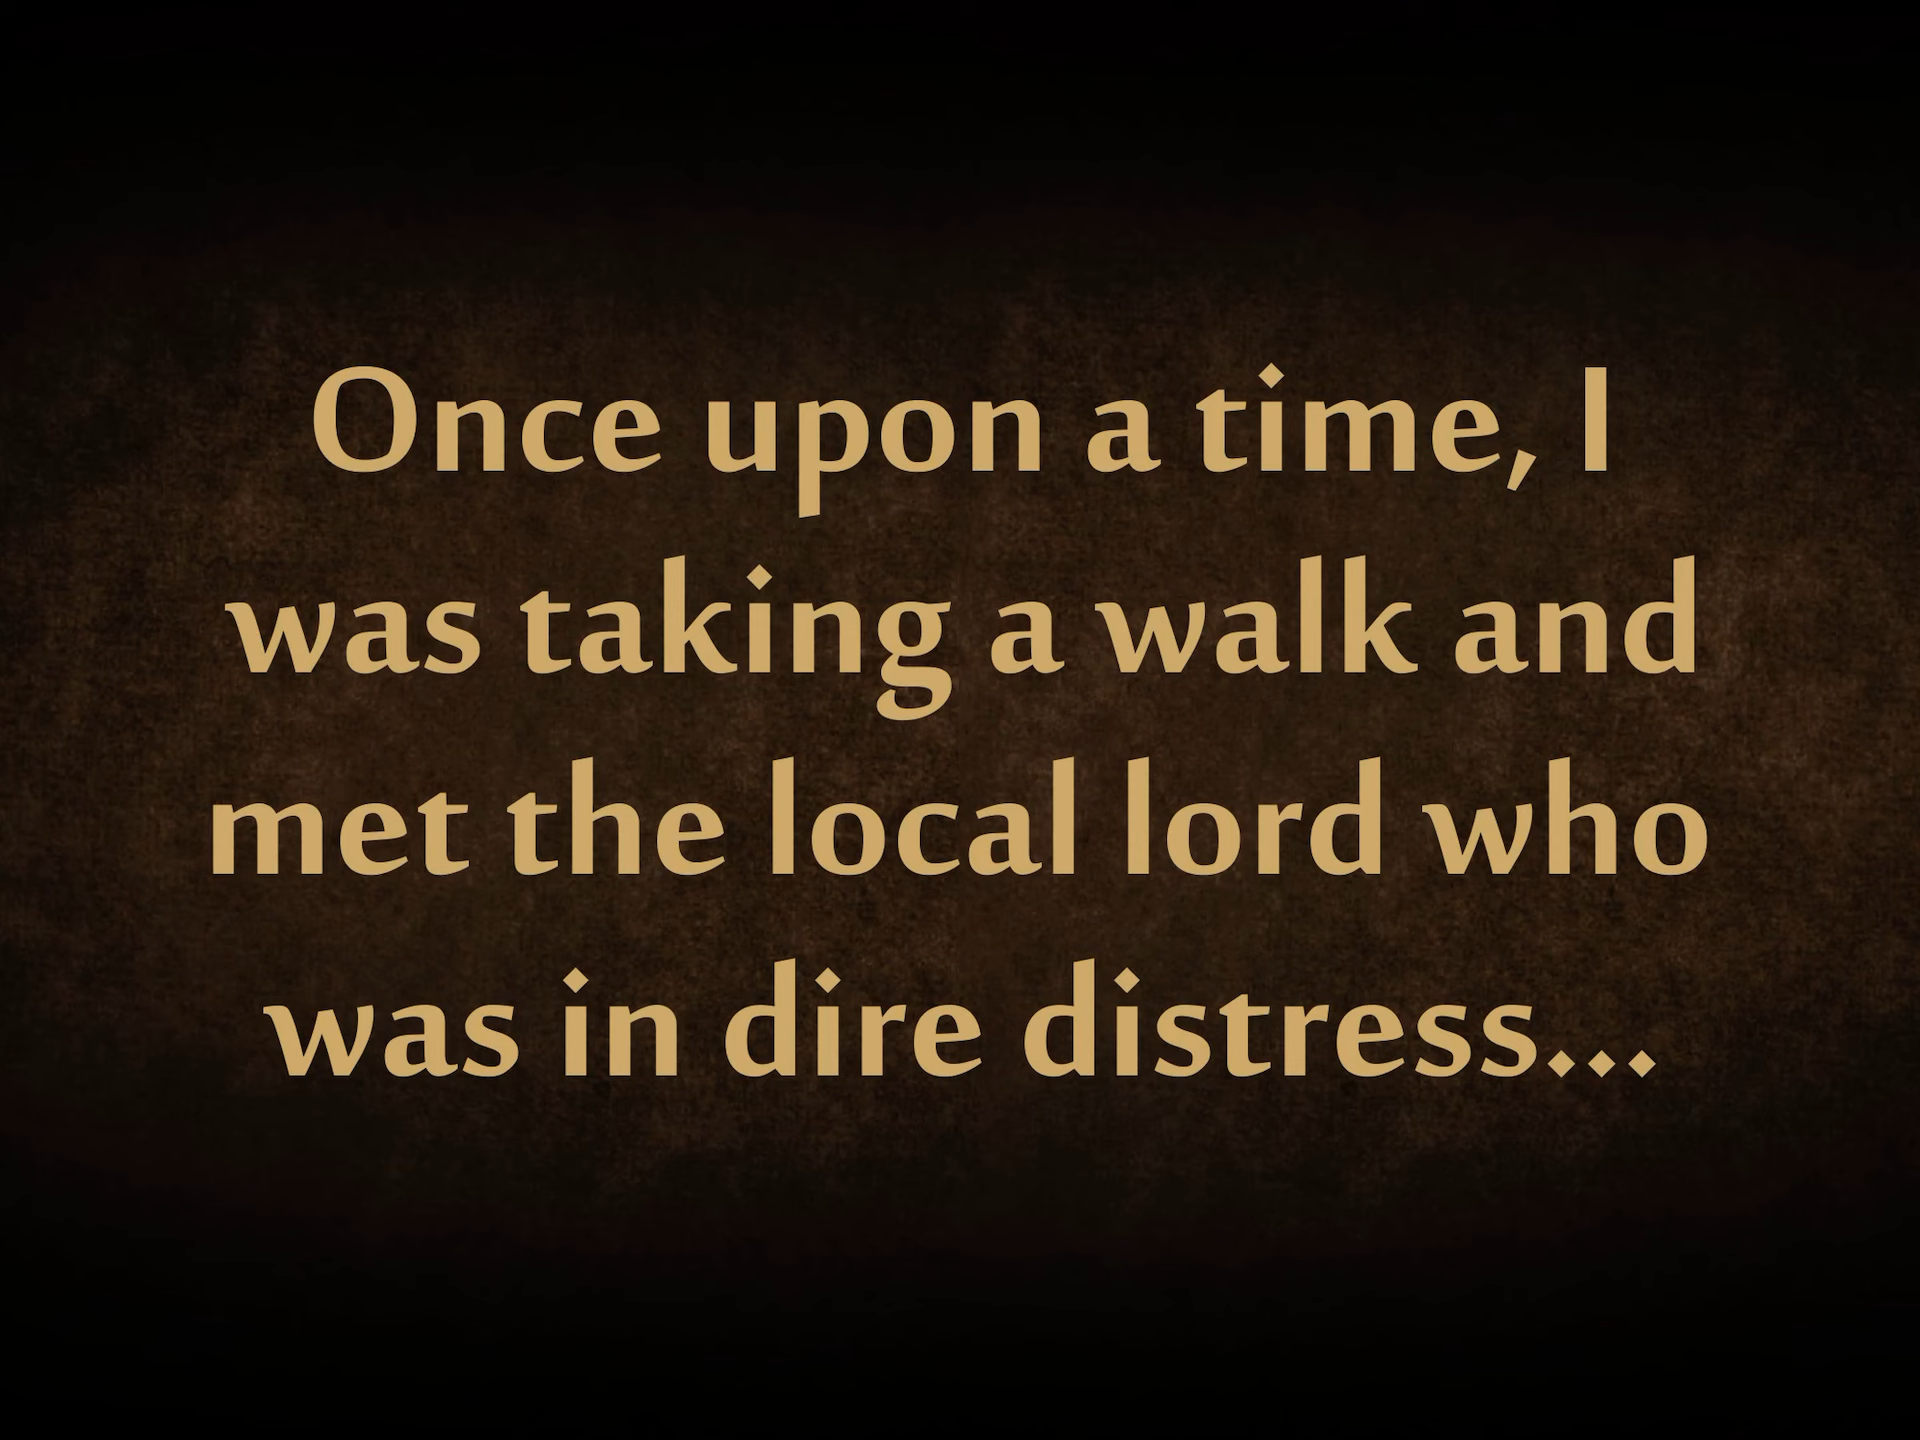 Once upon a time, I
was taking a walk and
met the local lord who
was in dire distress...